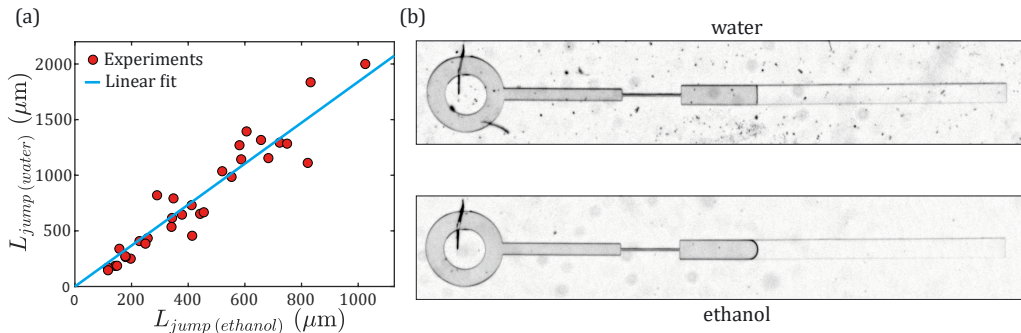 (a)
2000
1500
1000
500
0
L_jump (water) (μm)
Experiments
Linear fit
0 200 400 600 800 1000
L_jump (ethanol) (μm)
(b)
water
ethanol